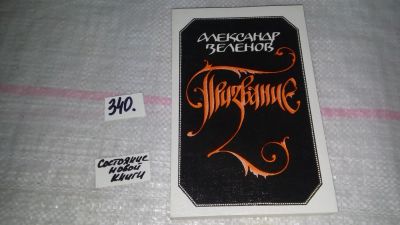 АЛЕКСАНДР
ЗЕЛЕНОВ
Призвание
340.
Состояние
новой
книги